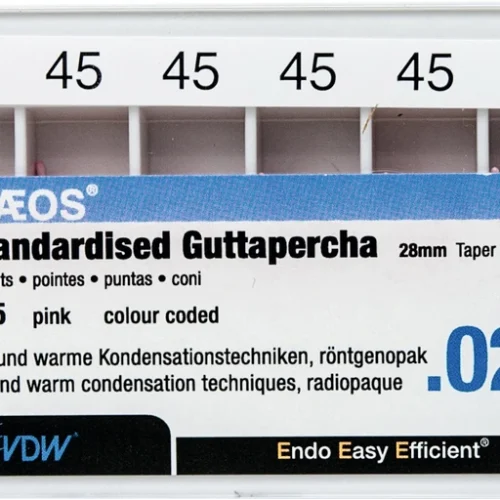 45 45 45 45
ÆOS®
andardised Guttapercha 28mm Taper
ts • pointes • puntas • coni
5 pink colour coded
und warme Kondensationstechniken, röntgenopak
nd warm condensation techniques, radiopaque
.02
VDW
Endo Easy Efficient®